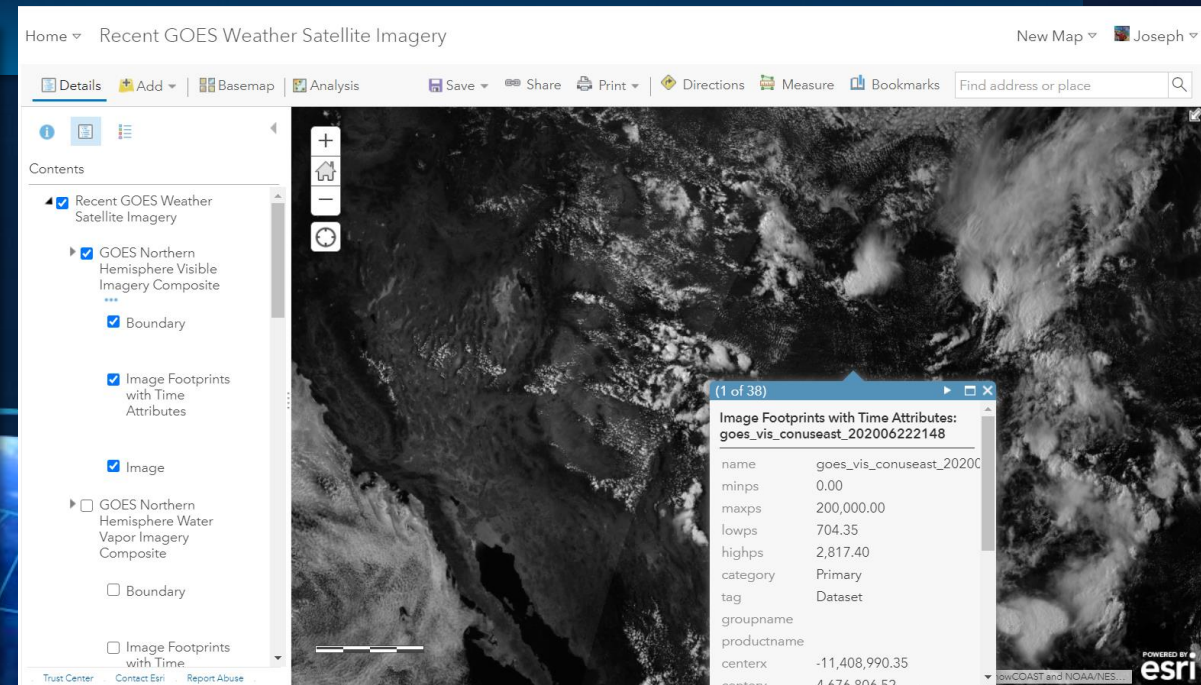 Home Recent GOES Weather Satellite Imagery New Map Joseph
Details Add Basemap Analysis Save Share Print Directions Measure Bookmarks Find address or place
Contents
Recent GOES Weather
Satellite Imagery
GOES Northern
Hemisphere Visible
Imagery Composite
Boundary
Image Footprints
with Time
Attributes
Image
GOES Northern
Hemisphere Water
Vapor Imagery
Composite
Boundary
Image Footprints
with Time
Trust Center Contact Esri Report Abuse
(1 of 38)
Image Footprints with Time Attributes:
goes_vis_conuseast_202006222148
name goes_vis_conuseast_2020
minps 0.00
maxps 200,000.00
lowps 704.35
highps 2,817.40
category Primary
tag Dataset
groupname
productname
centerx -11,408,990.35
centery 4,676,806.52
nowCOAST and NOAA/NES...
POWERED BY
esri